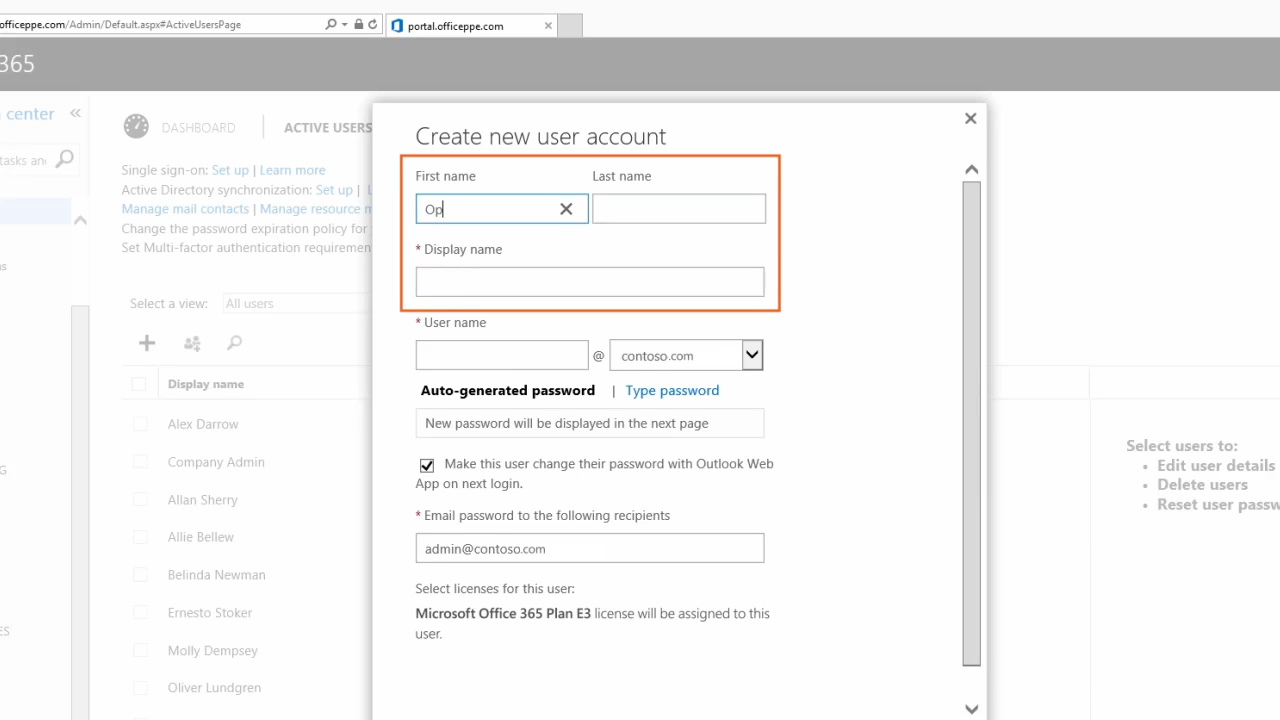 officeppe.com/Admin/Default.aspx#ActiveUsersPage
portal.officeppe.com
365
center
tasks and
DASHBOARD
ACTIVE USERS
Single sign-on: Set up | Learn more
Active Directory synchronization: Set up | L
Manage mail contacts | Manage resource m
Change the password expiration policy for
Set Multi-factor authentication requiremen
Select a view: All users
Display name
Alex Darrow
Company Admin
Allan Sherry
Allie Bellew
Belinda Newman
Ernesto Stoker
Molly Dempsey
Oliver Lundgren
ns
G
ES
Create new user account
First name Last name
Op
* Display name
* User name
@ contoso.com
Auto-generated password | Type password
New password will be displayed in the next page
Make this user change their password with Outlook Web
App on next login.
* Email password to the following recipients
admin@contoso.com
Select licenses for this user:
Microsoft Office 365 Plan E3 license will be assigned to this
user.
Select users to:
• Edit user details
• Delete users
• Reset user passw